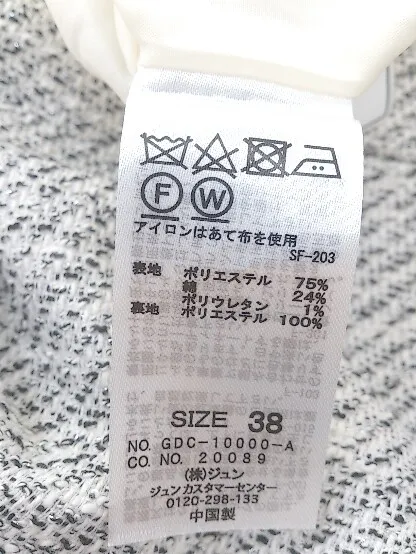 F W
アイロンはあて布を使用
SF-203
表地 ポリエステル 75%
綿 24%
ポリウレタン 1%
裏地 ポリエステル 100%
SIZE 38
NO. GDC-10000-A
CO. NO. 20089
(株)ジュン
ジュンカスタマーセンター
0120-298-133
中国製